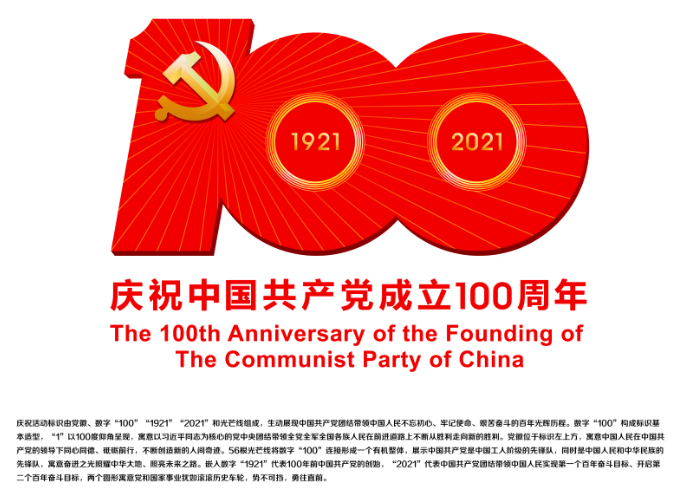 1921
2021
庆祝中国共产党成立100周年
The 100th Anniversary of the Founding of
The Communist Party of China
庆祝活动标识由党徽、数字“100”“1921”“2021”和光芒线组成，生动展现中国共产党团结带领中国人民不忘初心、牢记使命、艰苦奋斗的百年光辉历程。数字“100”构成标识基
本造型，“1”以100度仰角呈现，寓意以习近平同志为核心的党中央团结带领全党全军全国各族人民在前进道路上不断从胜利走向新的胜利。党徽位于标识左上方，寓意中国人民在中国共
产党的领导下同心同德、砥砺前行，不断创造新的人间奇迹。56根光芒线将数字“100”连接形成一个有机整体，展示中国共产党是中国工人阶级的先锋队，同时是中国人民和中华民族的
先锋队，寓意奋进之光照耀中华大地、照亮未来之路。嵌入数字“1921”代表100年前中国共产党的创始，“2021”代表中国共产党团结带领中国人民实现第一个百年奋斗目标、开启第
二个百年奋斗目标，两个圆形寓意党和国家事业犹如滚滚历史车轮，势不可挡，勇往直前。